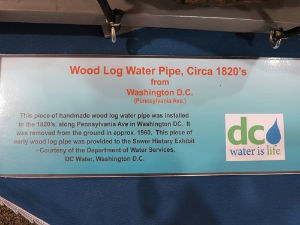 Wood Log Water Pipe, Circa 1820's
from
Washington D.C.
(Pennsylvania Ave.)
This piece of handmade wood log water pipe was installed
in the 1820's, along Pennsylvania Ave in Washington DC. It
was removed from the ground in approx. 1960. This piece of
early wood log pipe was provided to the Sewer History Exhibit
- Courtesy of the Department of Water Services,
DC Water, Washington D.C.
dc
water is life